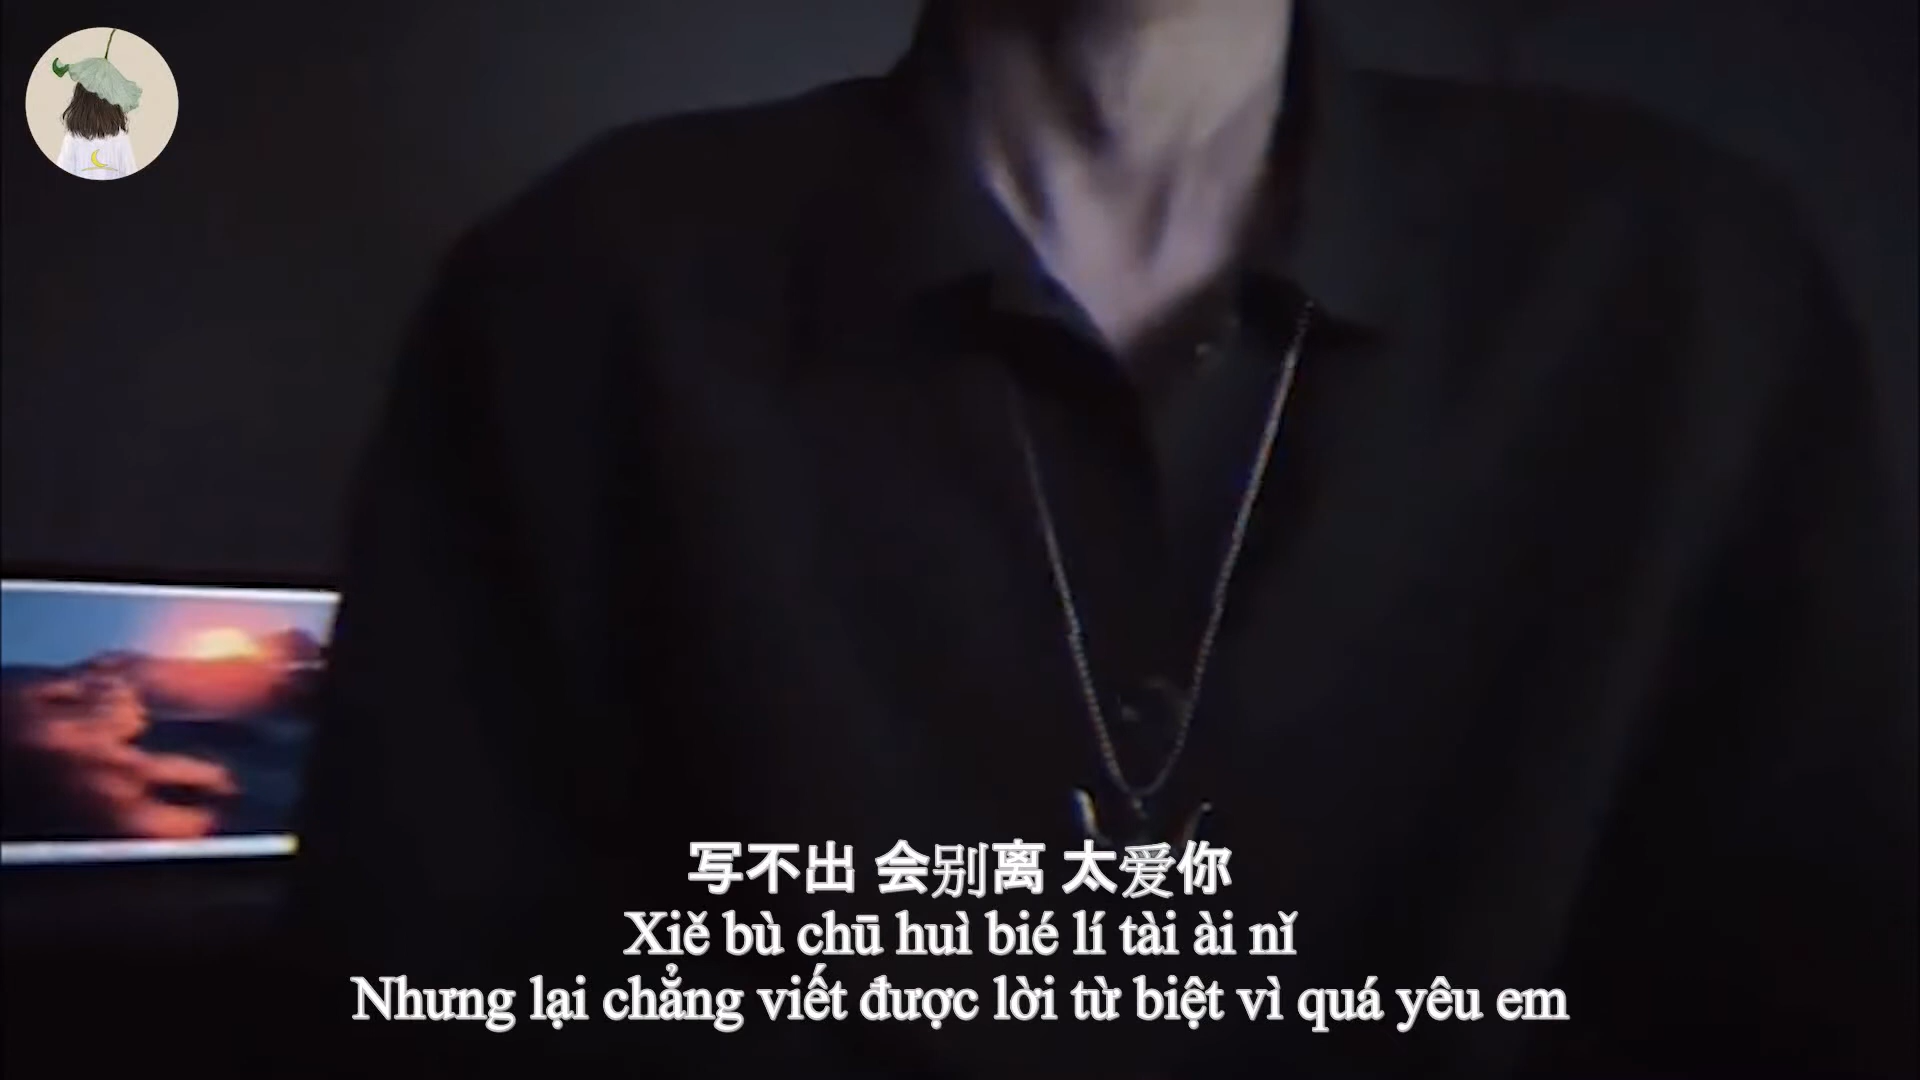 写不出 会别离 太爱你
Xiě bù chū huì bié lí tài ài nǐ
Nhưng lại chẳng viết được lời từ biệt vì quá yêu em